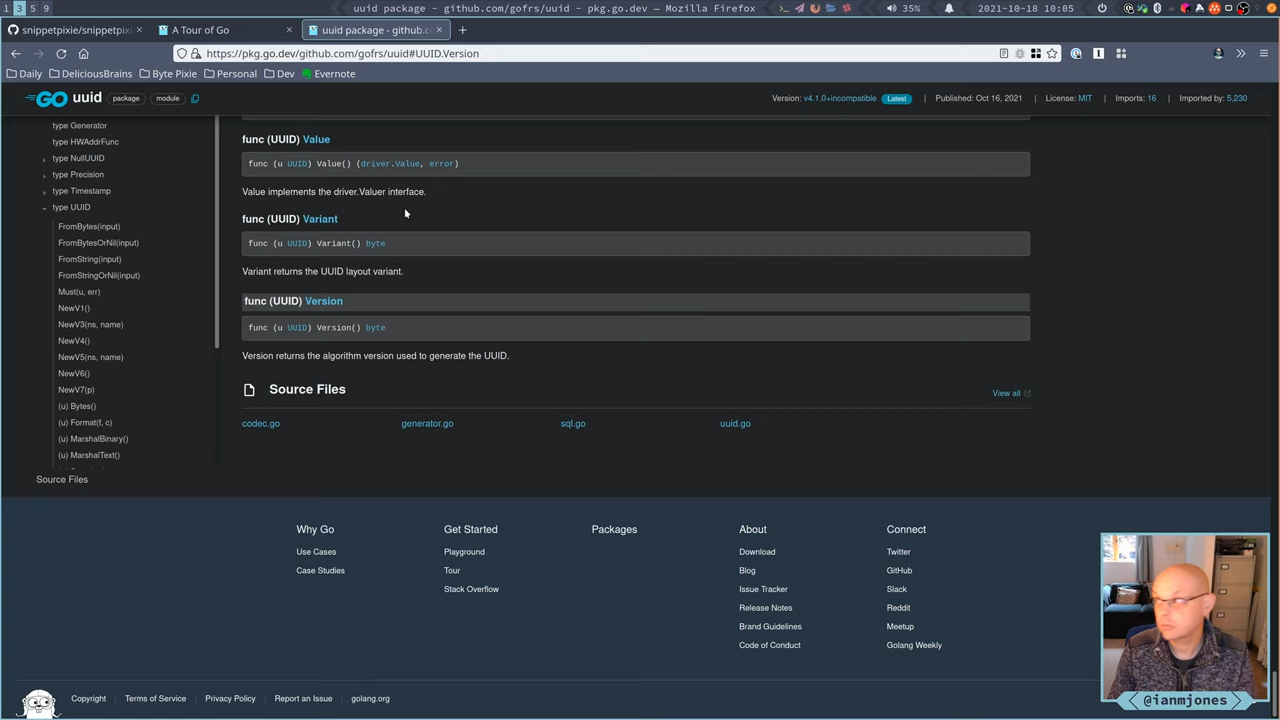 1 3 5 9
uuid package - github.com/gofrs/uuid - pkg.go.dev — Mozilla Firefox
35%
2021-10-18 10:05
snippetpixie/snippetpixi
A Tour of Go
uuid package - github.co
https://pkg.go.dev/github.com/gofrs/uuid#UUID.Version
Daily
DeliciousBrains
Byte Pixie
Personal
Dev
Evernote
GO uuid package module
Version: v4.1.0+incompatible Latest | Published: Oct 16, 2021 | License: MIT | Imports: 16 | Imported by: 5,230
type Generator
type HWAddrFunc
type NullUUID
type Precision
type Timestamp
type UUID
FromBytes(input)
FromBytesOrNil(input)
FromString(input)
FromStringOrNil(input)
Must(u, err)
NewV1()
NewV3(ns, name)
NewV4()
NewV5(ns, name)
NewV6()
NewV7(p)
(u) Bytes()
(u) Format(f, c)
(u) MarshalBinary()
(u) MarshalText()
Source Files
func (UUID) Value
func (u UUID) Value() (driver.Value, error)
Value implements the driver.Valuer interface.
func (UUID) Variant
func (u UUID) Variant() byte
Variant returns the UUID layout variant.
func (UUID) Version
func (u UUID) Version() byte
Version returns the algorithm version used to generate the UUID.
Source Files
View all
codec.go
generator.go
sql.go
uuid.go
Why Go
Use Cases
Case Studies
Get Started
Playground
Tour
Stack Overflow
Packages
About
Download
Blog
Issue Tracker
Release Notes
Brand Guidelines
Code of Conduct
Connect
Twitter
GitHub
Slack
Reddit
Meetup
Golang Weekly
Copyright
Terms of Service
Privacy Policy
Report an Issue
golang.org
@ianmjones